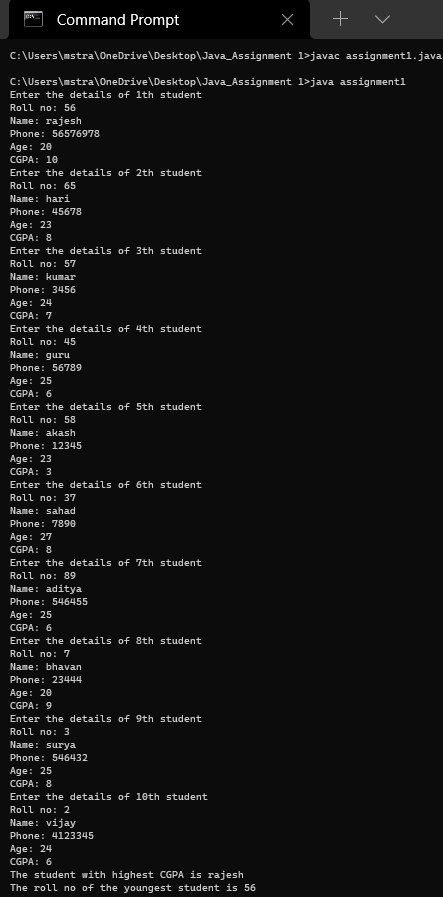 Command Prompt
C:\Users\mstra\OneDrive\Desktop\Java_Assignment 1>javac assignment1.java
C:\Users\mstra\OneDrive\Desktop\Java_Assignment 1>java assignment1
Enter the details of 1th student
Roll no: 56
Name: rajesh
Phone: 56576978
Age: 20
CGPA: 10
Enter the details of 2th student
Roll no: 65
Name: hari
Phone: 45678
Age: 23
CGPA: 8
Enter the details of 3th student
Roll no: 57
Name: kumar
Phone: 3456
Age: 24
CGPA: 7
Enter the details of 4th student
Roll no: 45
Name: guru
Phone: 56789
Age: 25
CGPA: 6
Enter the details of 5th student
Roll no: 58
Name: akash
Phone: 12345
Age: 23
CGPA: 3
Enter the details of 6th student
Roll no: 37
Name: sahad
Phone: 7890
Age: 27
CGPA: 8
Enter the details of 7th student
Roll no: 89
Name: aditya
Phone: 546455
Age: 25
CGPA: 6
Enter the details of 8th student
Roll no: 7
Name: bhavan
Phone: 23444
Age: 20
CGPA: 9
Enter the details of 9th student
Roll no: 3
Name: surya
Phone: 546432
Age: 25
CGPA: 8
Enter the details of 10th student
Roll no: 2
Name: vijay
Phone: 4123345
Age: 24
CGPA: 6
The student with highest CGPA is rajesh
The roll no of the youngest student is 56